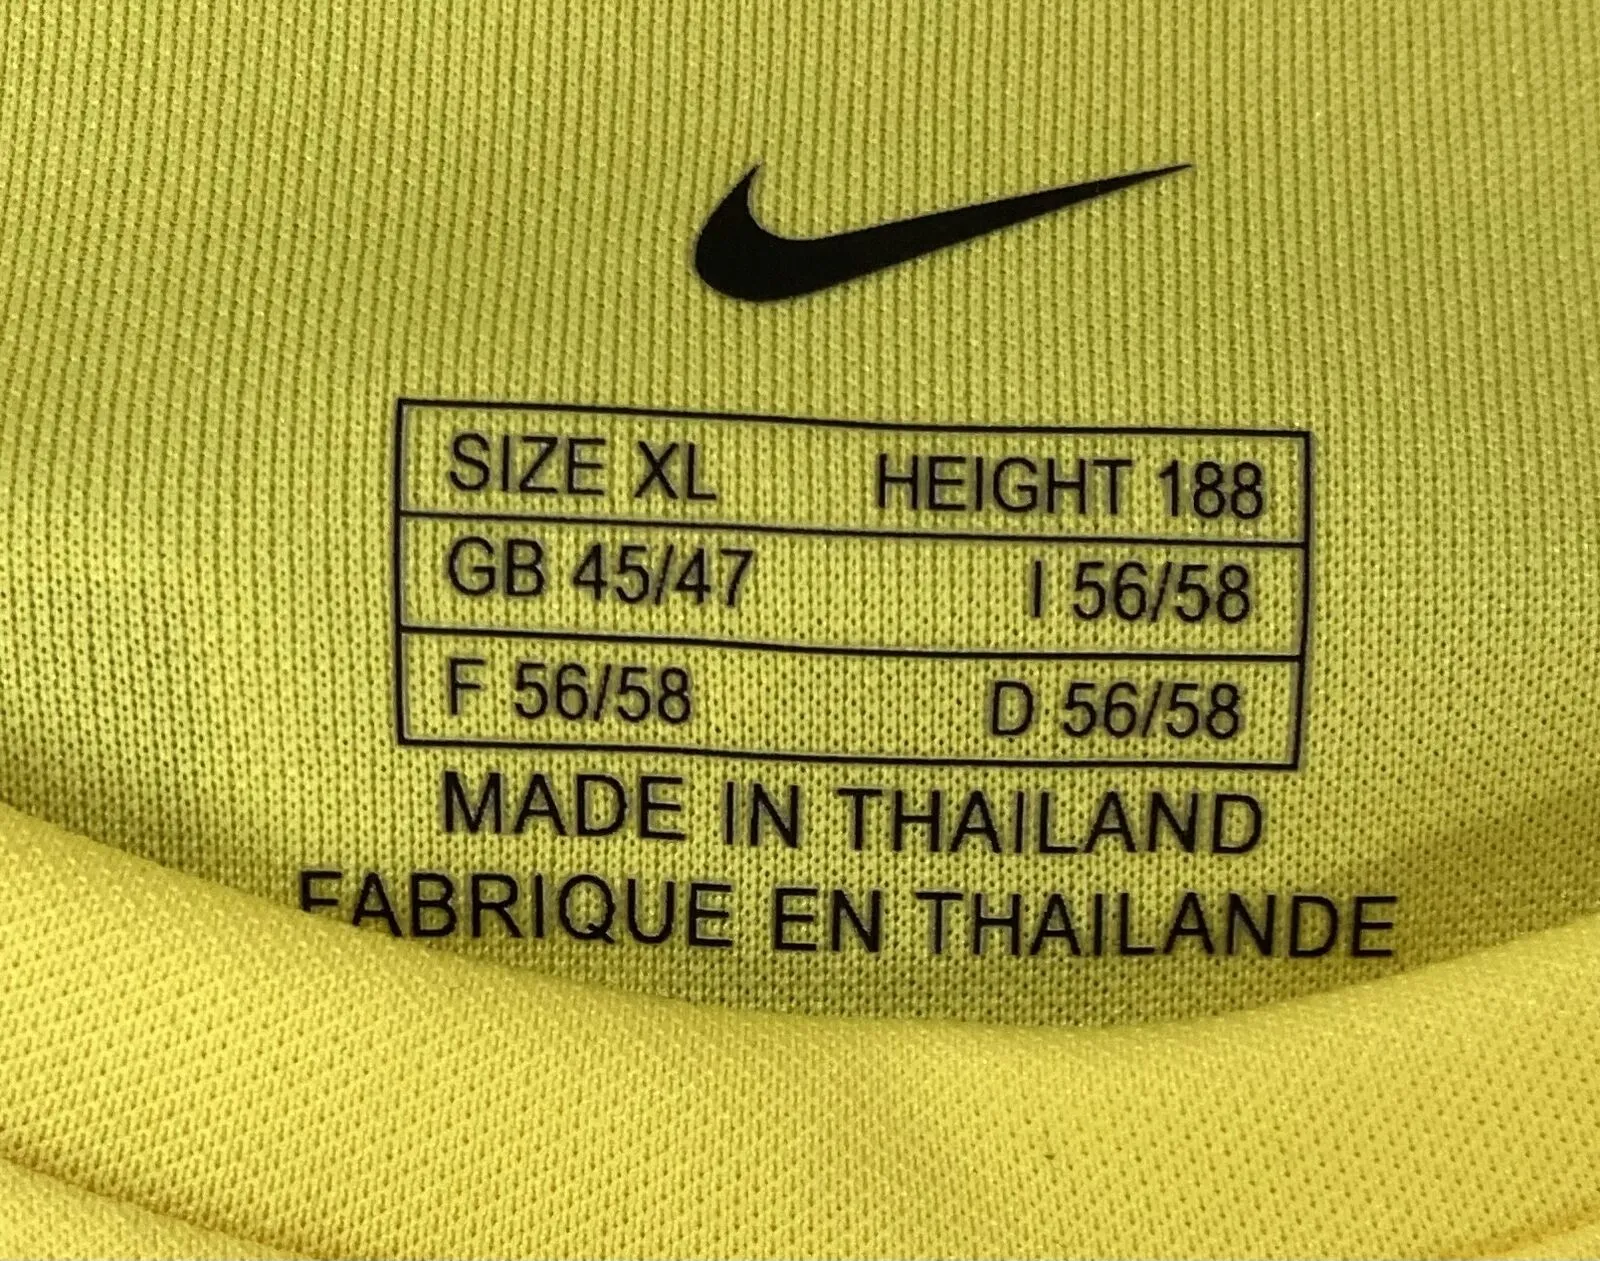 SIZE XL HEIGHT 188
GB 45/47 I 56/58
F 56/58 D 56/58
MADE IN THAILAND
FABRIQUE EN THAILANDE